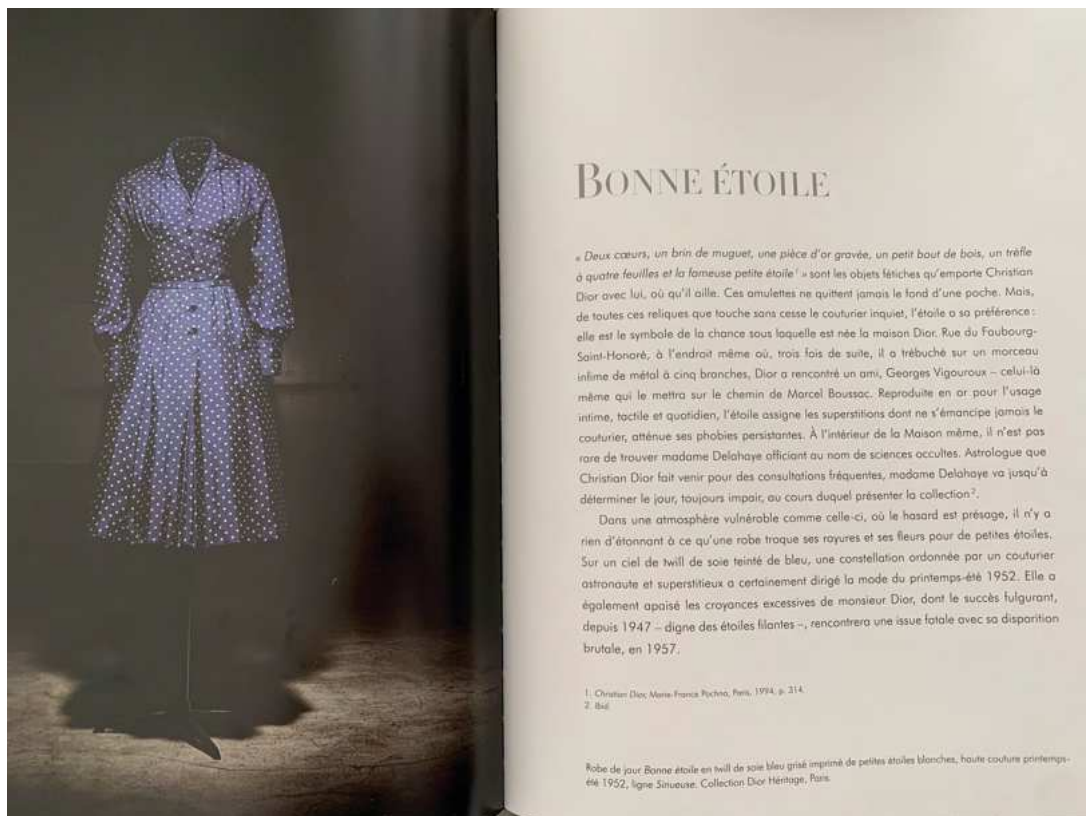 BONNE ÉTOILE
« Deux cœurs, un brin de muguet, une pièce d'or gravée, un petit bout de bois, un trèfle
à quatre feuilles et la fameuse petite étoile ¹ » sont les objets fétiches qu'emporte Christian
Dior avec lui, où qu'il aille. Ces amulettes ne quittent jamais le fond d'une poche. Mais,
de toutes ces reliques que touche sans cesse le couturier inquiet, l'étoile a sa préférence :
elle est le symbole de la chance sous laquelle est née la maison Dior. Rue du Faubourg-
Saint-Honoré, à l'endroit même où, trois fois de suite, il a trébuché sur un morceau
infime de métal à cinq branches, Dior a rencontré un ami, Georges Vigouroux – celui-là
même qui le mettra sur le chemin de Marcel Boussac. Reproduite en or pour l'usage
intime, tactile et quotidien, l'étoile assigne les superstitions dont ne s'émancipe jamais le
couturier, atténue ses phobies persistantes. À l'intérieur de la Maison même, il n'est pas
rare de trouver madame Delahaye officiant au nom de sciences occultes. Astrologue que
Christian Dior fait venir pour des consultations fréquentes, madame Delahaye va jusqu'à
déterminer le jour, toujours impair, au cours duquel présenter la collection ².
Dans une atmosphère vulnérable comme celle-ci, où le hasard est présage, il n'y a
rien d'étonnant à ce qu'une robe troque ses rayures et ses fleurs pour de petites étoiles.
Sur un ciel de twill de soie teinté de bleu, une constellation ordonnée par un couturier
astronaute et superstitieux a certainement dirigé la mode du printemps-été 1952. Elle a
également apaisé les croyances excessives de monsieur Dior, dont le succès fulgurant,
depuis 1947 – digne des étoiles filantes –, rencontrera une issue fatale avec sa disparition
brutale, en 1957.
1. Christian Dior, Marie-France Pochna, Paris, 1994, p. 314.
2. Ibid.
Robe de jour Bonne étoile en twill de soie bleu grisé imprimé de petites étoiles blanches, haute couture printemps-
été 1952, ligne Sinueuse. Collection Dior Héritage, Paris.